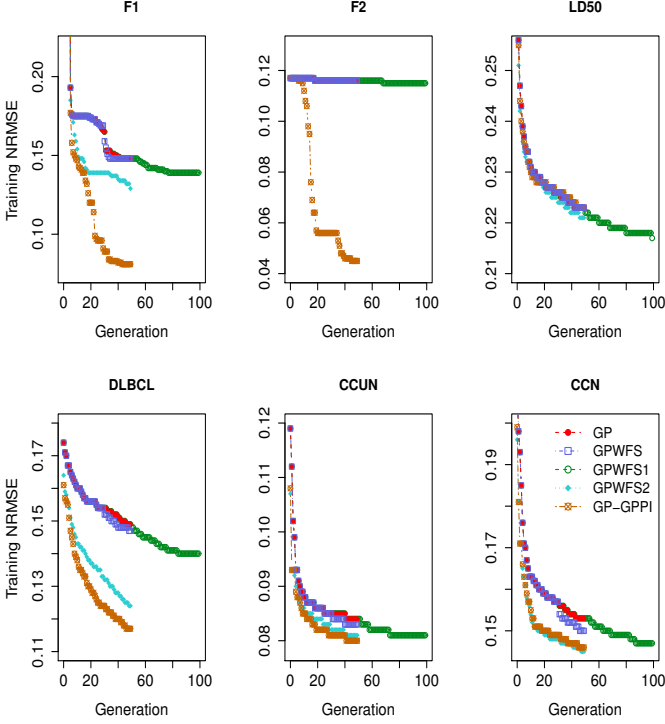 F1 F2 LD50
Training NRMSE
0.10 0.15 0.20
0.04 0.06 0.08 0.10 0.12
0.21 0.22 0.23 0.24 0.25
0 20 60 100
0 20 60 100
0 20 60 100
Generation Generation Generation
DLBCL CCUN CCN
Training NRMSE
0.11 0.13 0.15 0.17
0.08 0.09 0.10 0.11 0.12
0.15 0.17 0.19
GP
GPWFS
GPWFS1
GPWFS2
GP−GPPI
0 20 60 100
0 20 60 100
0 20 60 100
Generation Generation Generation